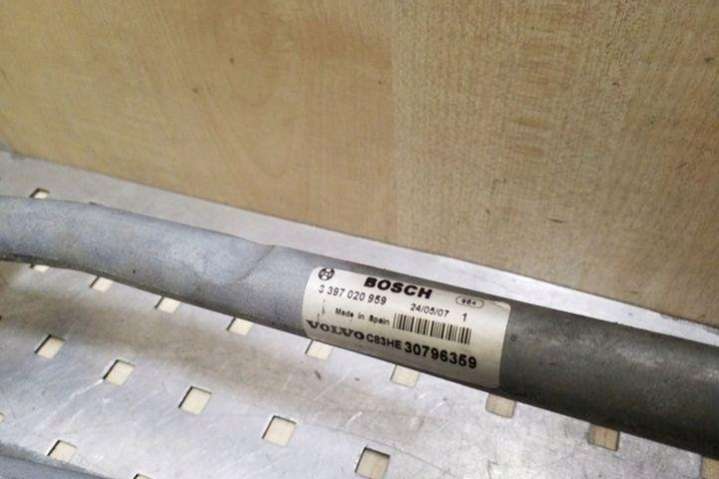 BOSCH
3 397 020 959
24/05/07 1
Made in Spain
VOLVO C83HE 30796359